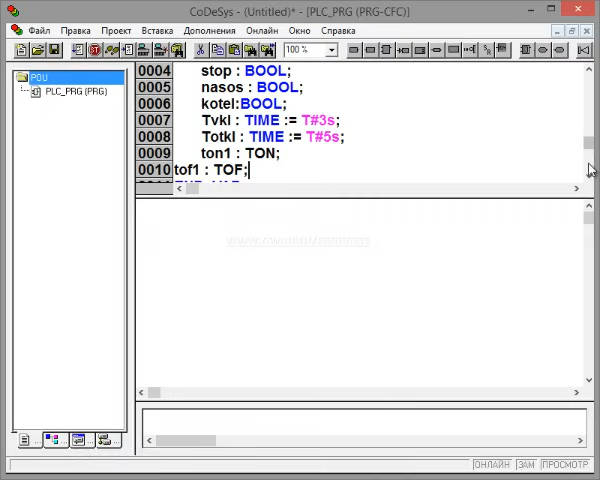 CoDeSys - (Untitled)* - [PLC_PRG (PRG-CFC)]
Файл Правка Проект Вставка Дополнения Онлайн Окно Справка
100 %
POU
PLC_PRG (PRG)
0004 stop : BOOL;
0005 nasos : BOOL;
0006 kotel:BOOL;
0007 Tvkl : TIME := T#3s;
0008 Totkl : TIME := T#5s;
0009 ton1 : TON;
0010 tof1 : TOF;
ОНЛАЙН ЗАМ ПРОСМОТР